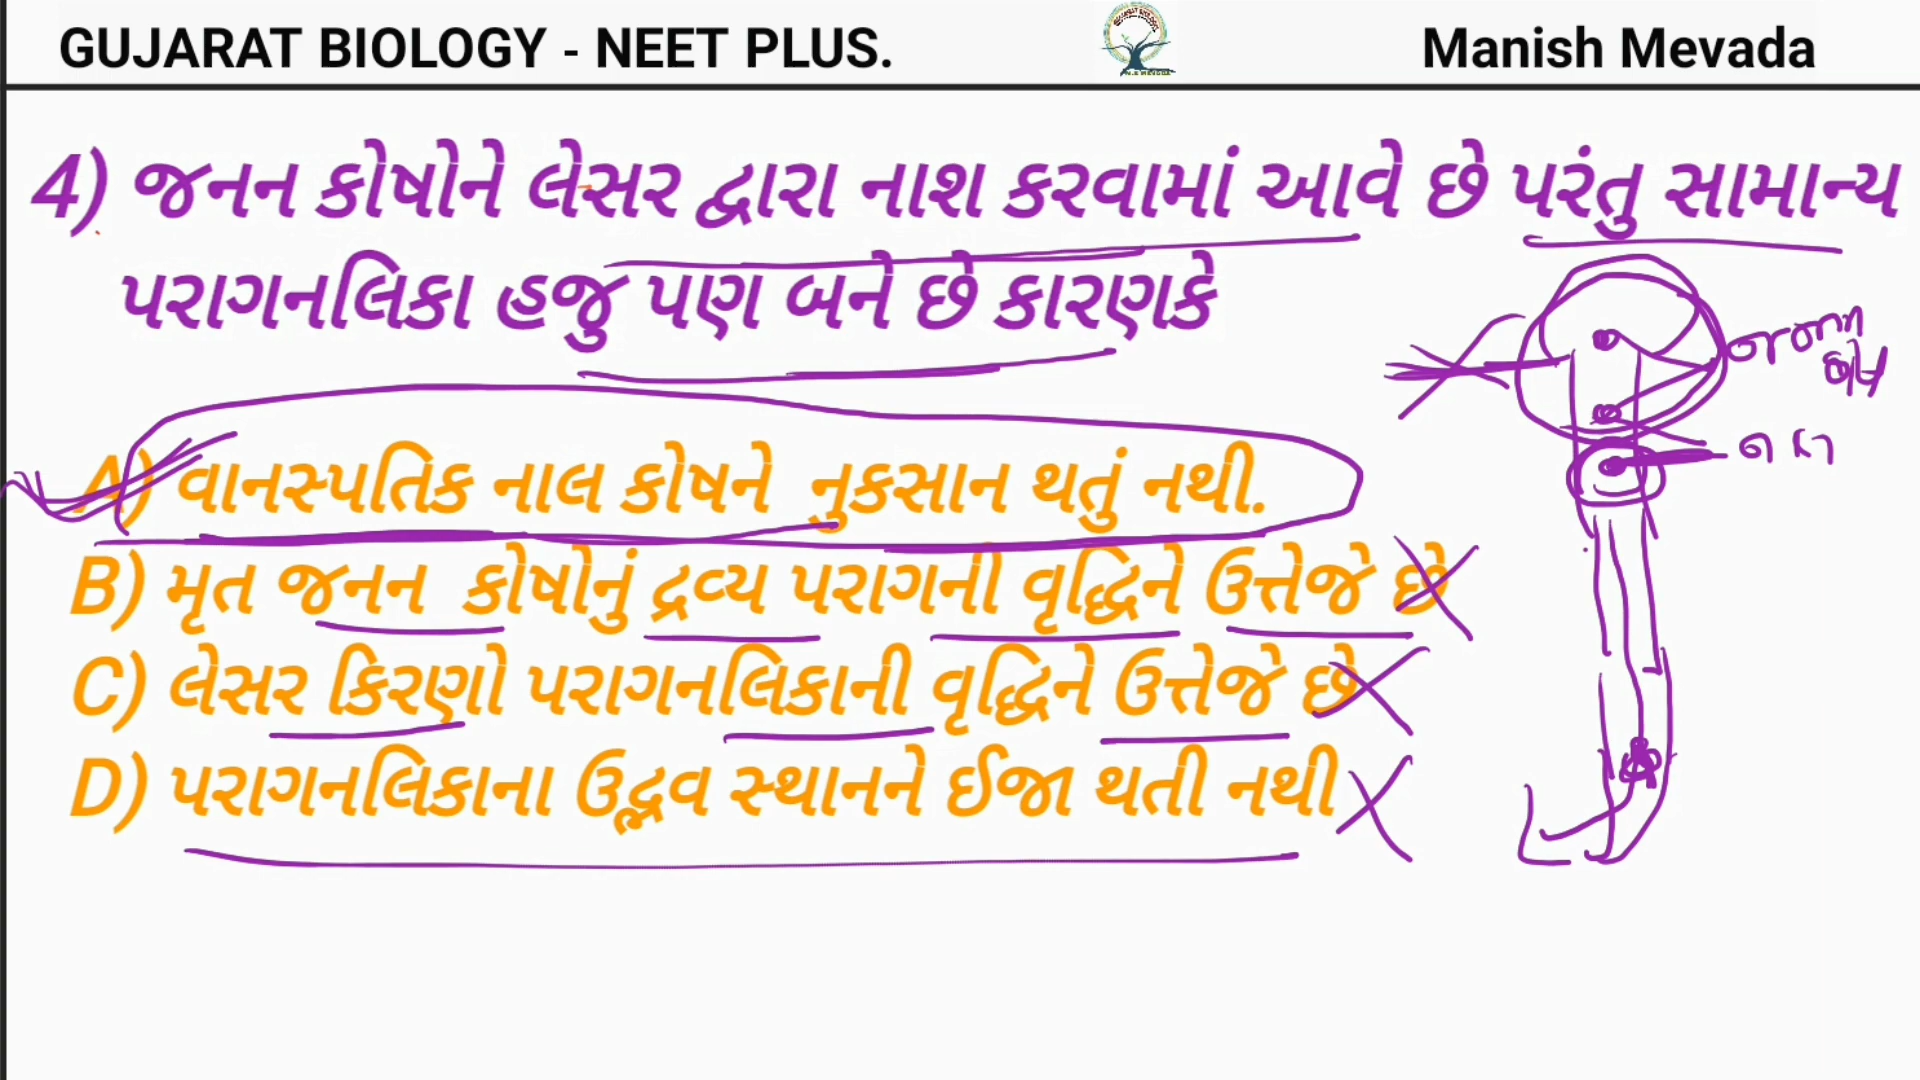 GUJARAT BIOLOGY - NEET PLUS.
Manish Mevada
4) જનન કોષોને લેસર દ્વારા નાશ કરવામાં આવે છે પરંતુ સામાન્ય
પરાગનલિકા હજુ પણ બને છે કારણકે
A) વાનસ્પતિક નાલ કોષને નુકસાન થતું નથી.
B) મૃત જનન કોષોનું દ્રવ્ય પરાગની વૃદ્ધિને ઉત્તેજે છે
C) લેસર કિરણો પરાગનલિકાની વૃદ્ધિને ઉત્તેજે છે
D) પરાગનલિકાના ઉદ્ભવ સ્થાનને ઈજા થતી નથી
જનન
કોષ